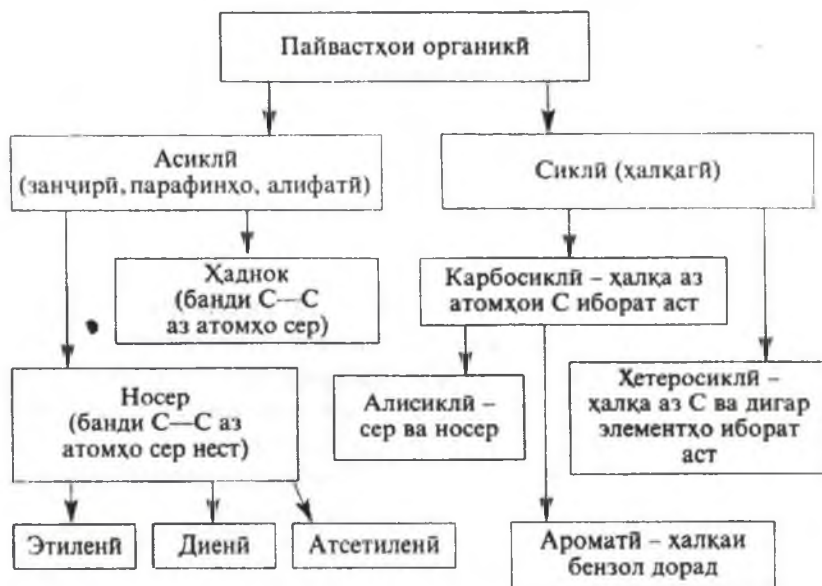 Пайвастҳои органикӣ
Асиклӣ
(занҷирӣ, парафинҳо, алифатӣ)
Сиклӣ (ҳалқагӣ)
Ҳаднок
(банди С—С
аз атомҳо сер)
Карбосиклӣ – ҳалқа аз
атомҳои С иборат аст
Носер
(банди С—С аз
атомҳо сер нест)
Алисиклӣ –
сер ва носер
Ҳетеросиклӣ –
ҳалқа аз С ва дигар
элементҳо иборат
аст
Этиленӣ
Диенӣ
Атсетиленӣ
Ароматӣ – ҳалқаи
бензол дорад